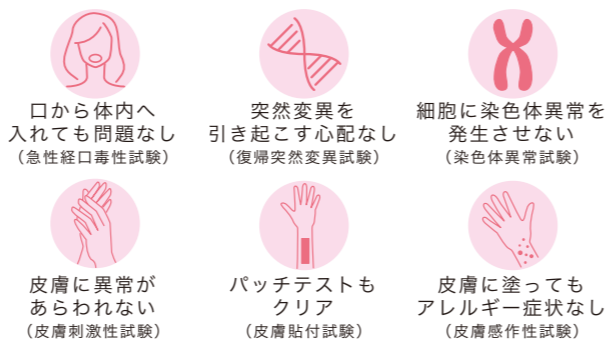 口から体内へ
入れても問題なし
（急性経口毒性試験）
突然変異を
引き起こす心配なし
（復帰突然変異試験）
細胞に染色体異常を
発生させない
（染色体異常試験）
皮膚に異常が
あらわれない
（皮膚刺激性試験）
パッチテストも
クリア
（皮膚貼付試験）
皮膚に塗っても
アレルギー症状なし
（皮膚感作性試験）